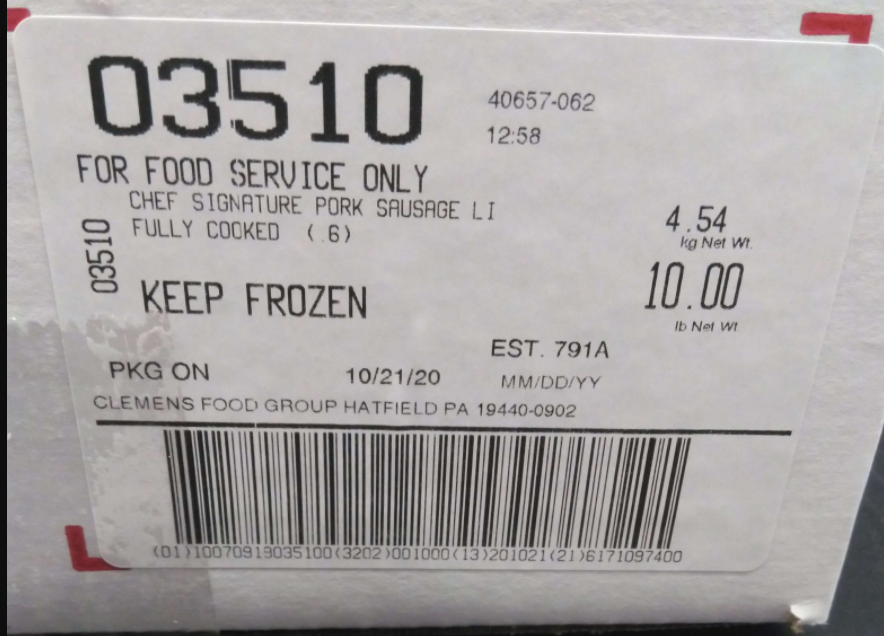 03510
40657-062
12:58
FOR FOOD SERVICE ONLY
CHEF SIGNATURE PORK SAUSAGE LI
FULLY COOKED (.6)
03510
4.54
kg Net Wt.
KEEP FROZEN
10.00
lb Net Wt
EST. 791A
PKG ON 10/21/20 MM/DD/YY
CLEMENS FOOD GROUP HATFIELD PA 19440-0902
(01)10070919035100(3202)001000(13)201021(21)6171097400